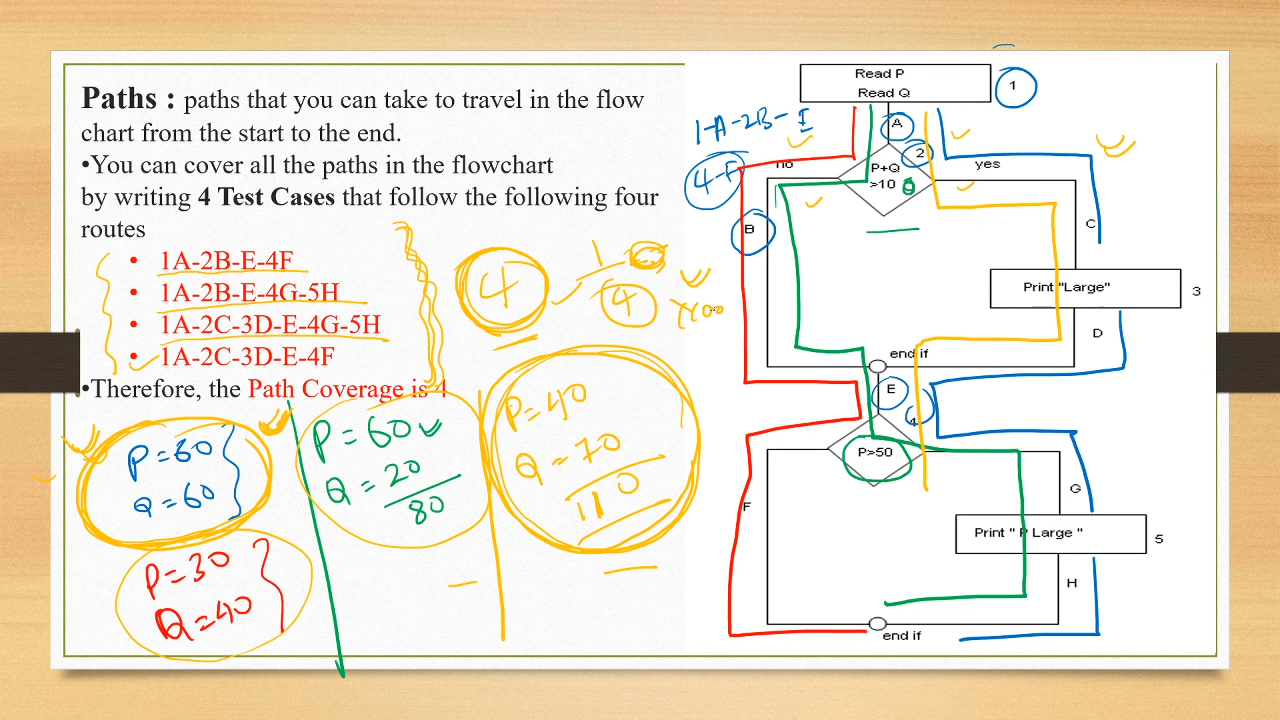 Paths : paths that you can take to travel in the flow
chart from the start to the end.
•You can cover all the paths in the flowchart
by writing 4 Test Cases that follow the following four
routes
• 1A-2B-E-4F
• 1A-2B-E-4G-5H
• 1A-2C-3D-E-4G-5H
• 1A-2C-3D-E-4F
•Therefore, the Path Coverage is 4
4
1
4
P=60
Q=60
P=30
Q=40
P=60
Q=20
80
P=40
Q=70
110
1-A-2B-E
4-F
Read P
Read Q
1
A
2
no
P+Q
>10
0
yes
B
C
Print "Large"
3
D
end if
E
4
P>50
F
G
Print " P Large "
5
H
end if